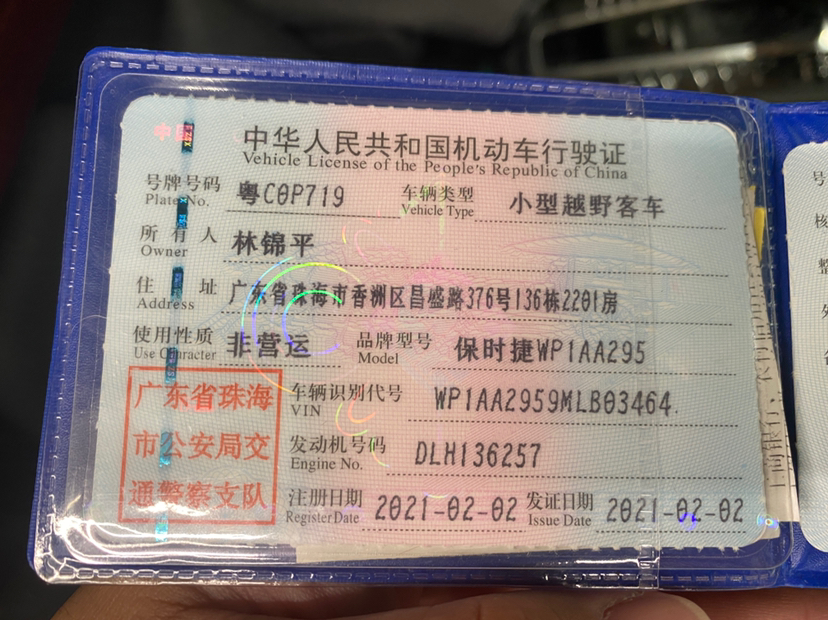 中华人民共和国机动车行驶证
Vehicle License of the People's Republic of China
号牌号码 粤C0P719 车辆类型 小型越野客车
Plate No. Vehicle Type
所有人 林锦平
Owner
住址 广东省珠海市香洲区昌盛路376号136栋2201房
Address
使用性质 非营运 品牌型号 保时捷WP1AA295
Use Character Model
广东省珠海
市公安局交
通警察支队
车辆识别代号 WP1AA2959MLB03464
VIN
发动机号码 DLH136257
Engine No.
注册日期 2021-02-02 发证日期 2021-02-02
Register Date Issue Date
号
核
整